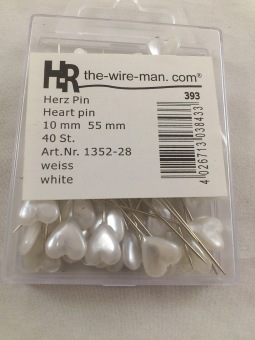 HR the-wire-man. com®
Herz Pin
393
Heart pin
10 mm 55 mm
40 St.
Art.Nr. 1352-28
weiss
white
4 026713 038433